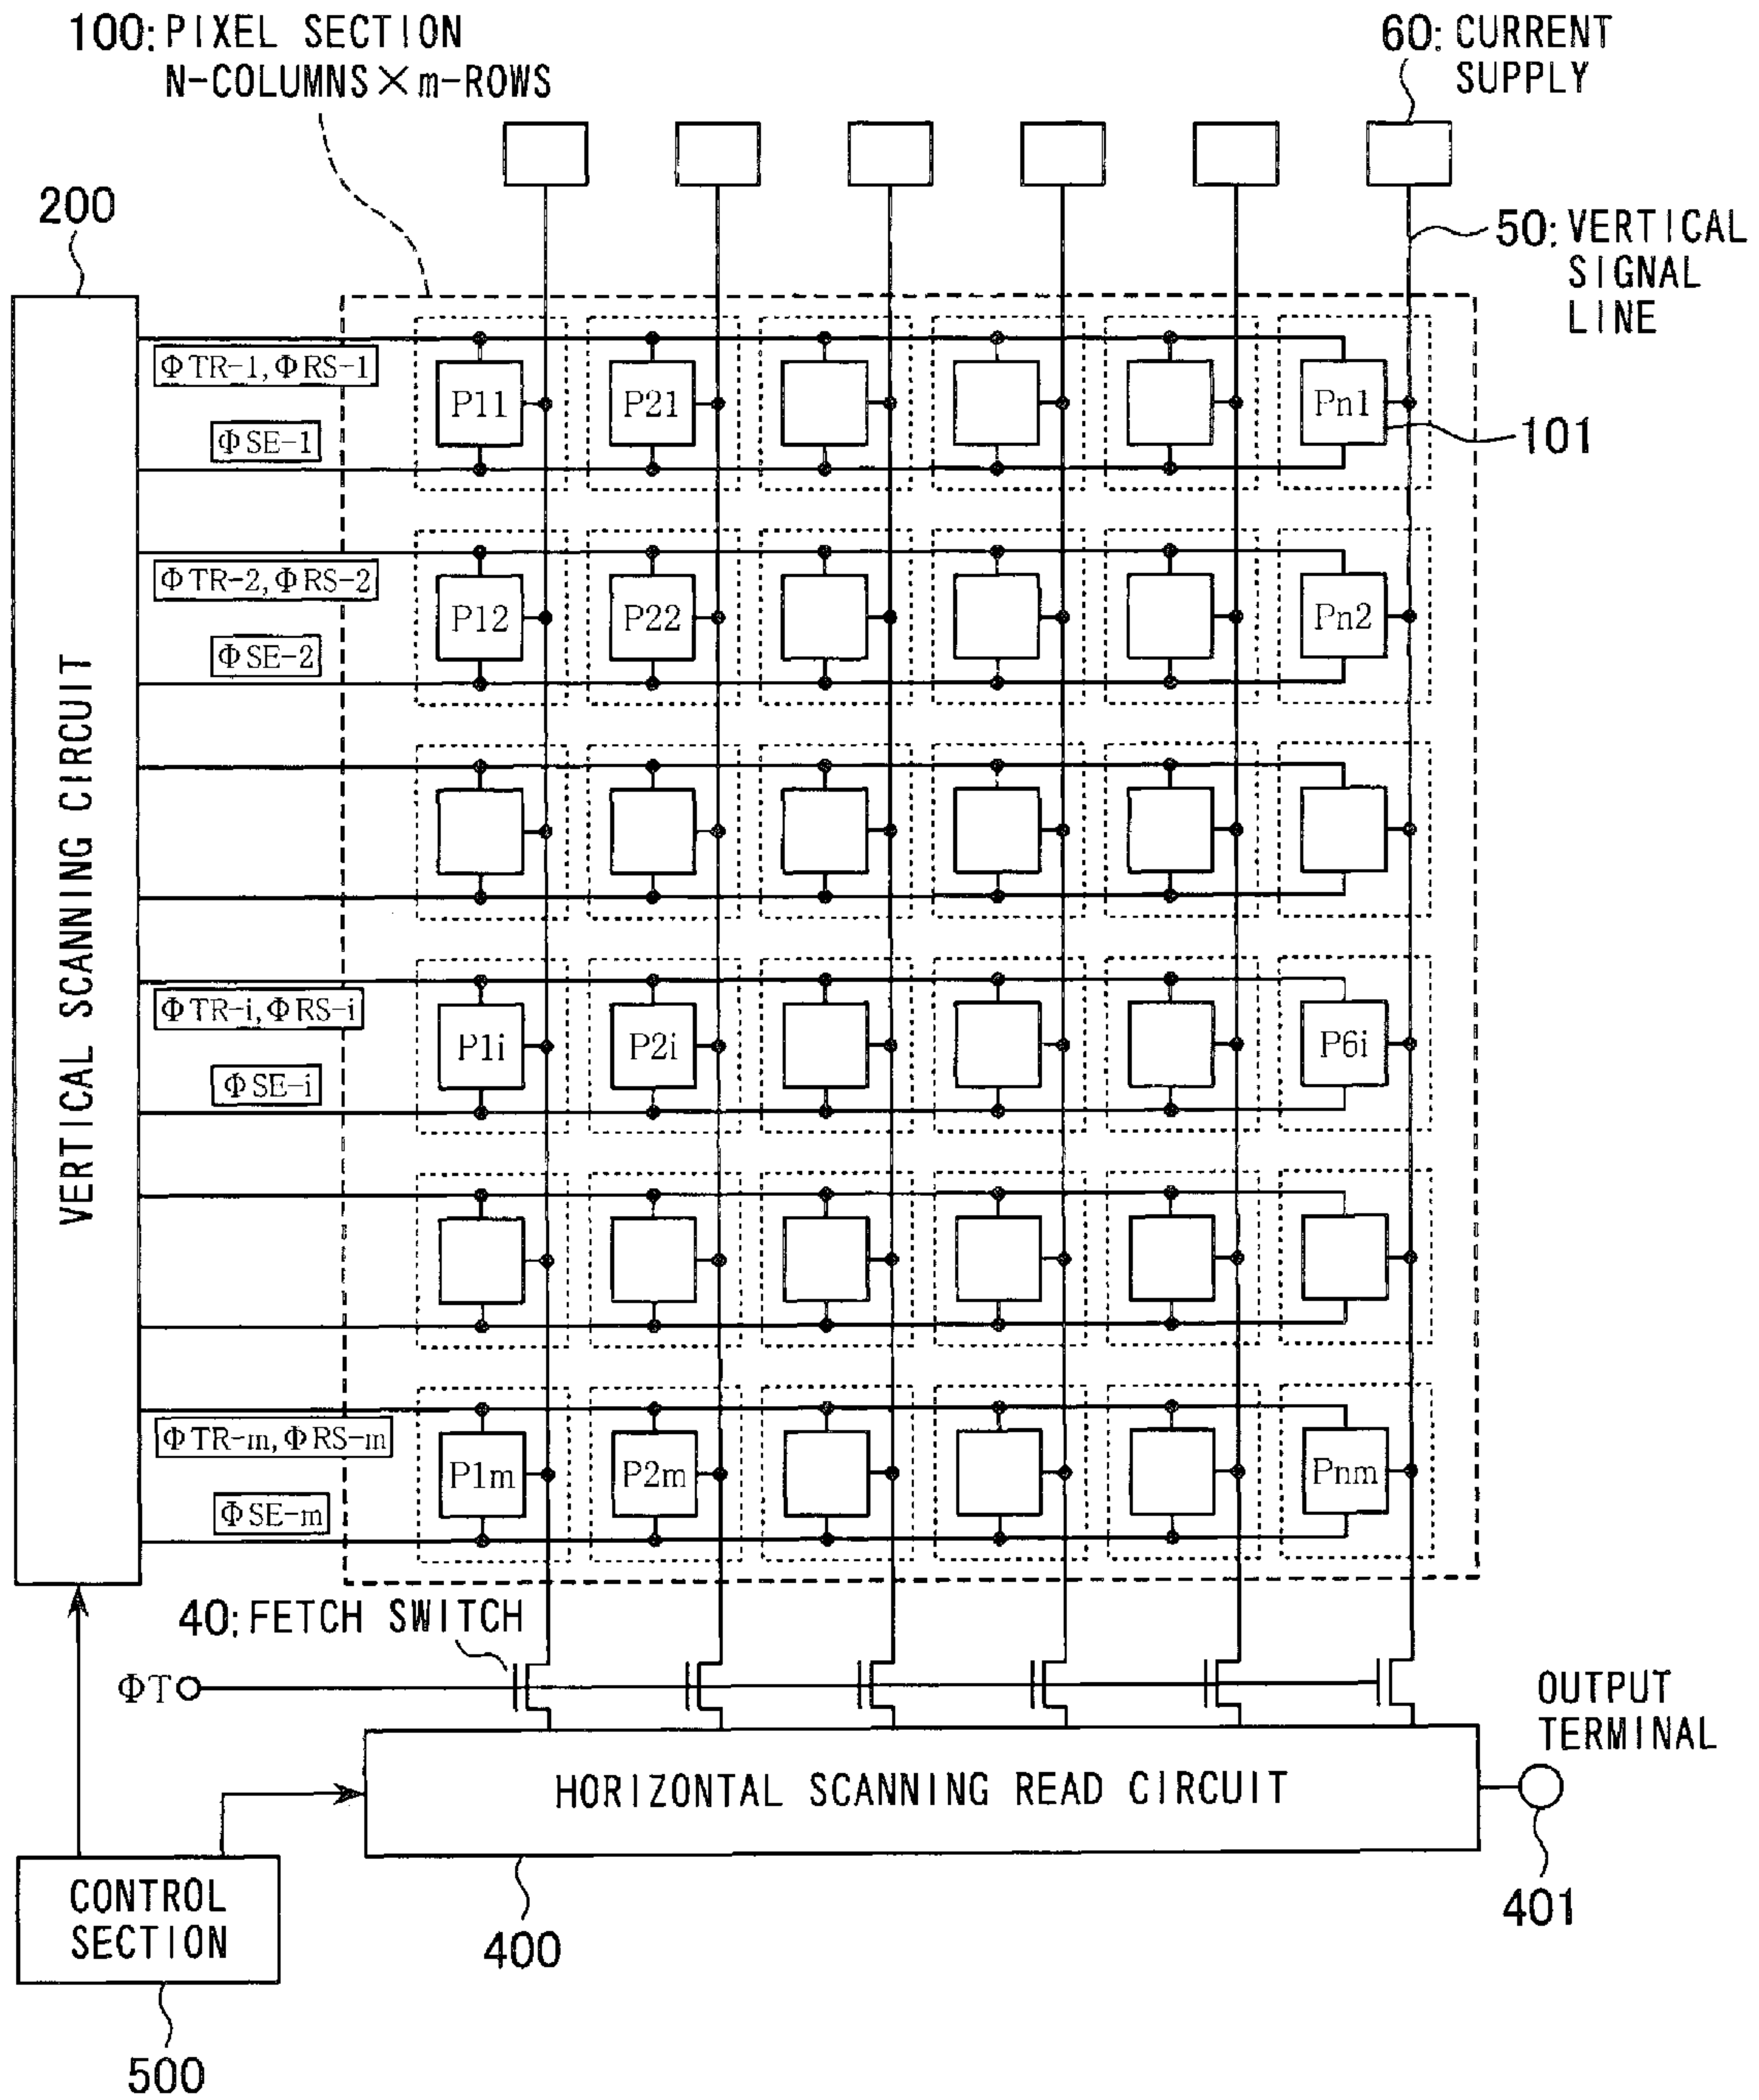 100: PIXEL SECTION
N-COLUMNS×m-ROWS
60: CURRENT
SUPPLY
200
50: VERTICAL
SIGNAL
LINE
ΦTR-1, ΦRS-1
P11
P21
Pn1
ΦSE-1
101
ΦTR-2, ΦRS-2
P12
P22
Pn2
ΦSE-2
VERTICAL SCANNING CIRCUIT
ΦTR-i, ΦRS-i
P1i
P2i
P6i
ΦSE-i
ΦTR-m, ΦRS-m
P1m
P2m
Pnm
ΦSE-m
40: FETCH SWITCH
ΦT
OUTPUT
TERMINAL
HORIZONTAL SCANNING READ CIRCUIT
CONTROL
SECTION
400
401
500